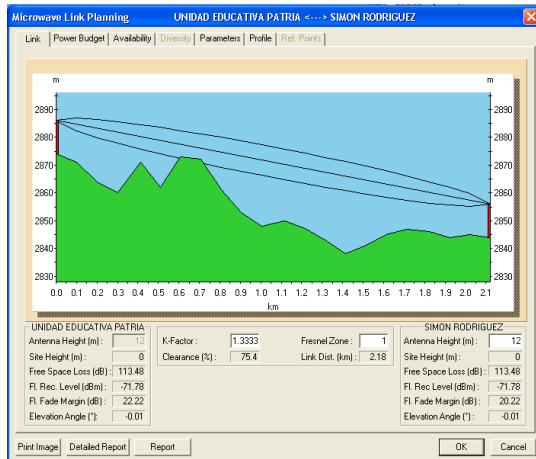 Microwave Link Planning UNIDAD EDUCATIVA PATRIA <---> SIMON RODRIGUEZ
Link Power Budget Availability Diversity Parameters Profile Ref. Points
m m
2890 2890
2880 2880
2870 2870
2860 2860
2850 2850
2840 2840
2830 2830
0.0 0.1 0.2 0.3 0.4 0.5 0.6 0.7 0.8 0.9 1.0 1.1 1.2 1.3 1.4 1.5 1.6 1.7 1.8 1.9 2.0 2.1
km
UNIDAD EDUCATIVA PATRIA
Antenna Height (m) : 12
Site Height (m) : 0
Free Space Loss (dB) : 113.48
Fl. Rec. Level (dBm) : -71.78
Fl. Fade Margin (dB) : 22.22
Elevation Angle (°): -0.01
K-Factor : 1.3333 Fresnel Zone : 1
Clearance (%) : 75.4 Link Dist. (km) : 2.18
SIMON RODRIGUEZ
Antenna Height (m) : 12
Site Height (m) : 0
Free Space Loss (dB) : 113.48
Fl. Rec. Level (dBm) : -71.78
Fl. Fade Margin (dB) : 20.22
Elevation Angle (°) : -0.01
Print Image Detailed Report Report OK Cancel